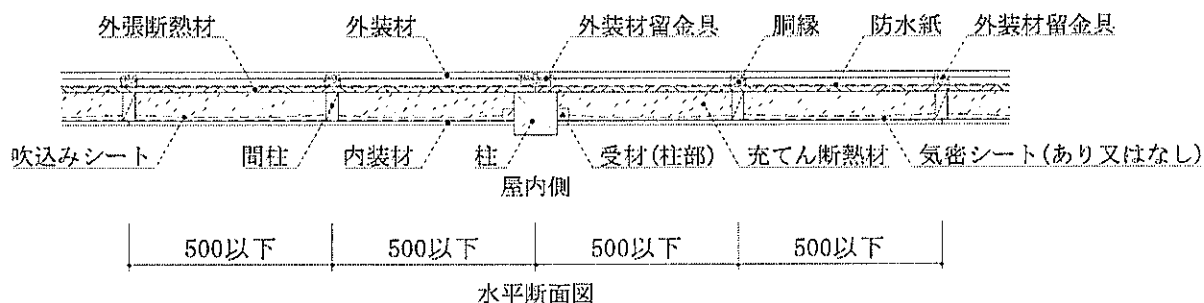 外張断熱材 外装材 外装材留金具 胴縁 防水紙 外装材留金具
吹込みシート 間柱 内装材 柱 受材(柱部) 充てん断熱材 気密シート(あり又はなし)
屋内側
500以下 500以下 500以下 500以下
水平断面図